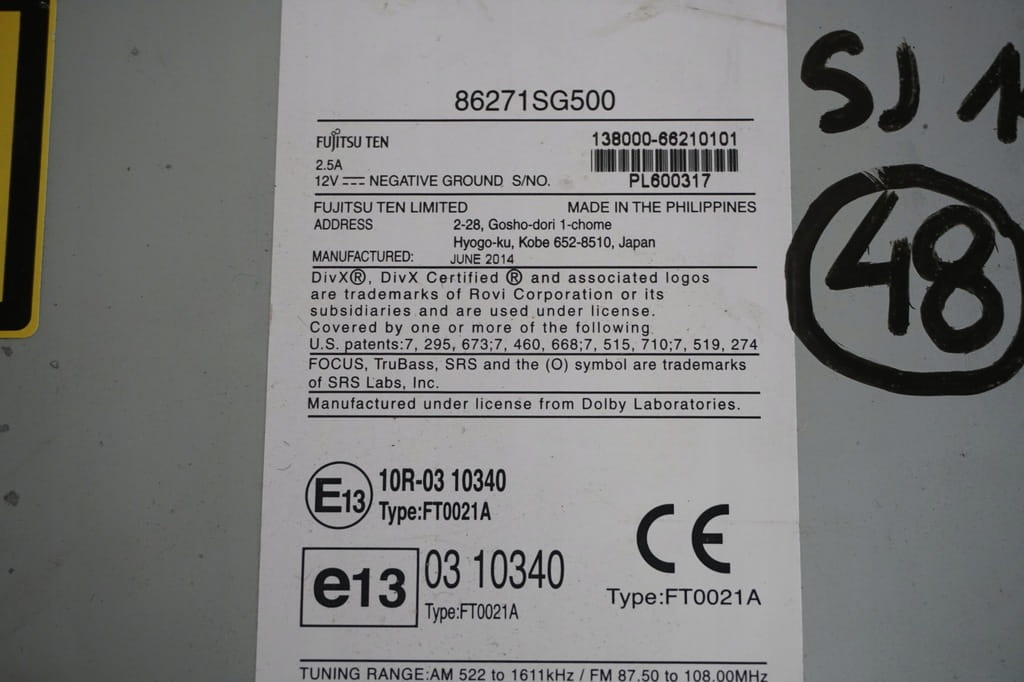 86271SG500
FUJITSU TEN
138000-66210101
2.5A
12V NEGATIVE GROUND S/NO. PL600317
FUJITSU TEN LIMITED MADE IN THE PHILIPPINES
ADDRESS 2-28, Gosho-dori 1-chome
Hyogo-ku, Kobe 652-8510, Japan
MANUFACTURED: JUNE 2014
DivX®, DivX Certified ® and associated logos
are trademarks of Rovi Corporation or its
subsidiaries and are used under license.
Covered by one or more of the following
U.S. patents:7, 295, 673;7, 460, 668;7, 515, 710;7, 519, 274
FOCUS, TruBass, SRS and the (O) symbol are trademarks
of SRS Labs, Inc.
Manufactured under license from Dolby Laboratories.
E13 10R-03 10340
Type:FT0021A
e13 03 10340
Type:FT0021A
CE
Type:FT0021A
TUNING RANGE:AM 522 to 1611kHz / FM 87.50 to 108.00MHz
SJ
48